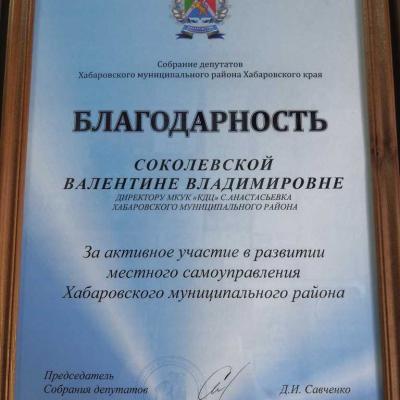 Собрание депутатов
Хабаровского муниципального района Хабаровского края
БЛАГОДАРНОСТЬ
СОКОЛЕВСКОЙ
ВАЛЕНТИНЕ ВЛАДИМИРОВНЕ
ДИРЕКТОРУ МКУК «КДЦ» С.АНАСТАСЬЕВКА
ХАБАРОВСКОГО МУНИЦИПАЛЬНОГО РАЙОНА
За активное участие в развитии
местного самоуправления
Хабаровского муниципального района
Председатель
Собрания депутатов
Д.И. Савченко